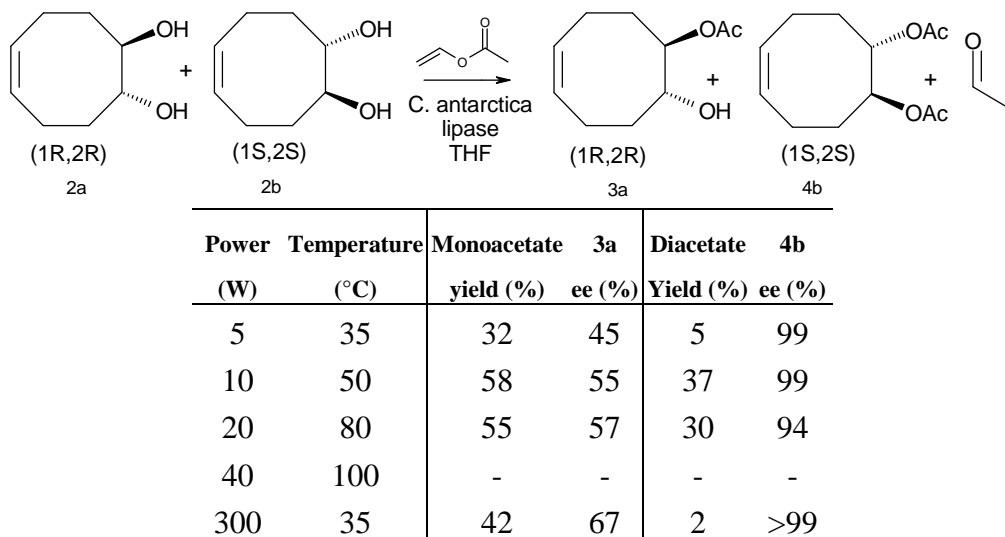 OH
OH
(1R,2R)
2a
+
OH
OH
(1S,2S)
2b
O
O
C. antarctica
lipase
THF
OAc
OH
(1R,2R)
3a
+
OAc
OAc
(1S,2S)
4b
+
O
Power Temperature Monoacetate 3a Diacetate 4b
(W) (°C) yield (%) ee (%) Yield (%) ee (%)
5 35 32 45 5 99
10 50 58 55 37 99
20 80 55 57 30 94
40 100 - - - -
300 35 42 67 2 >99